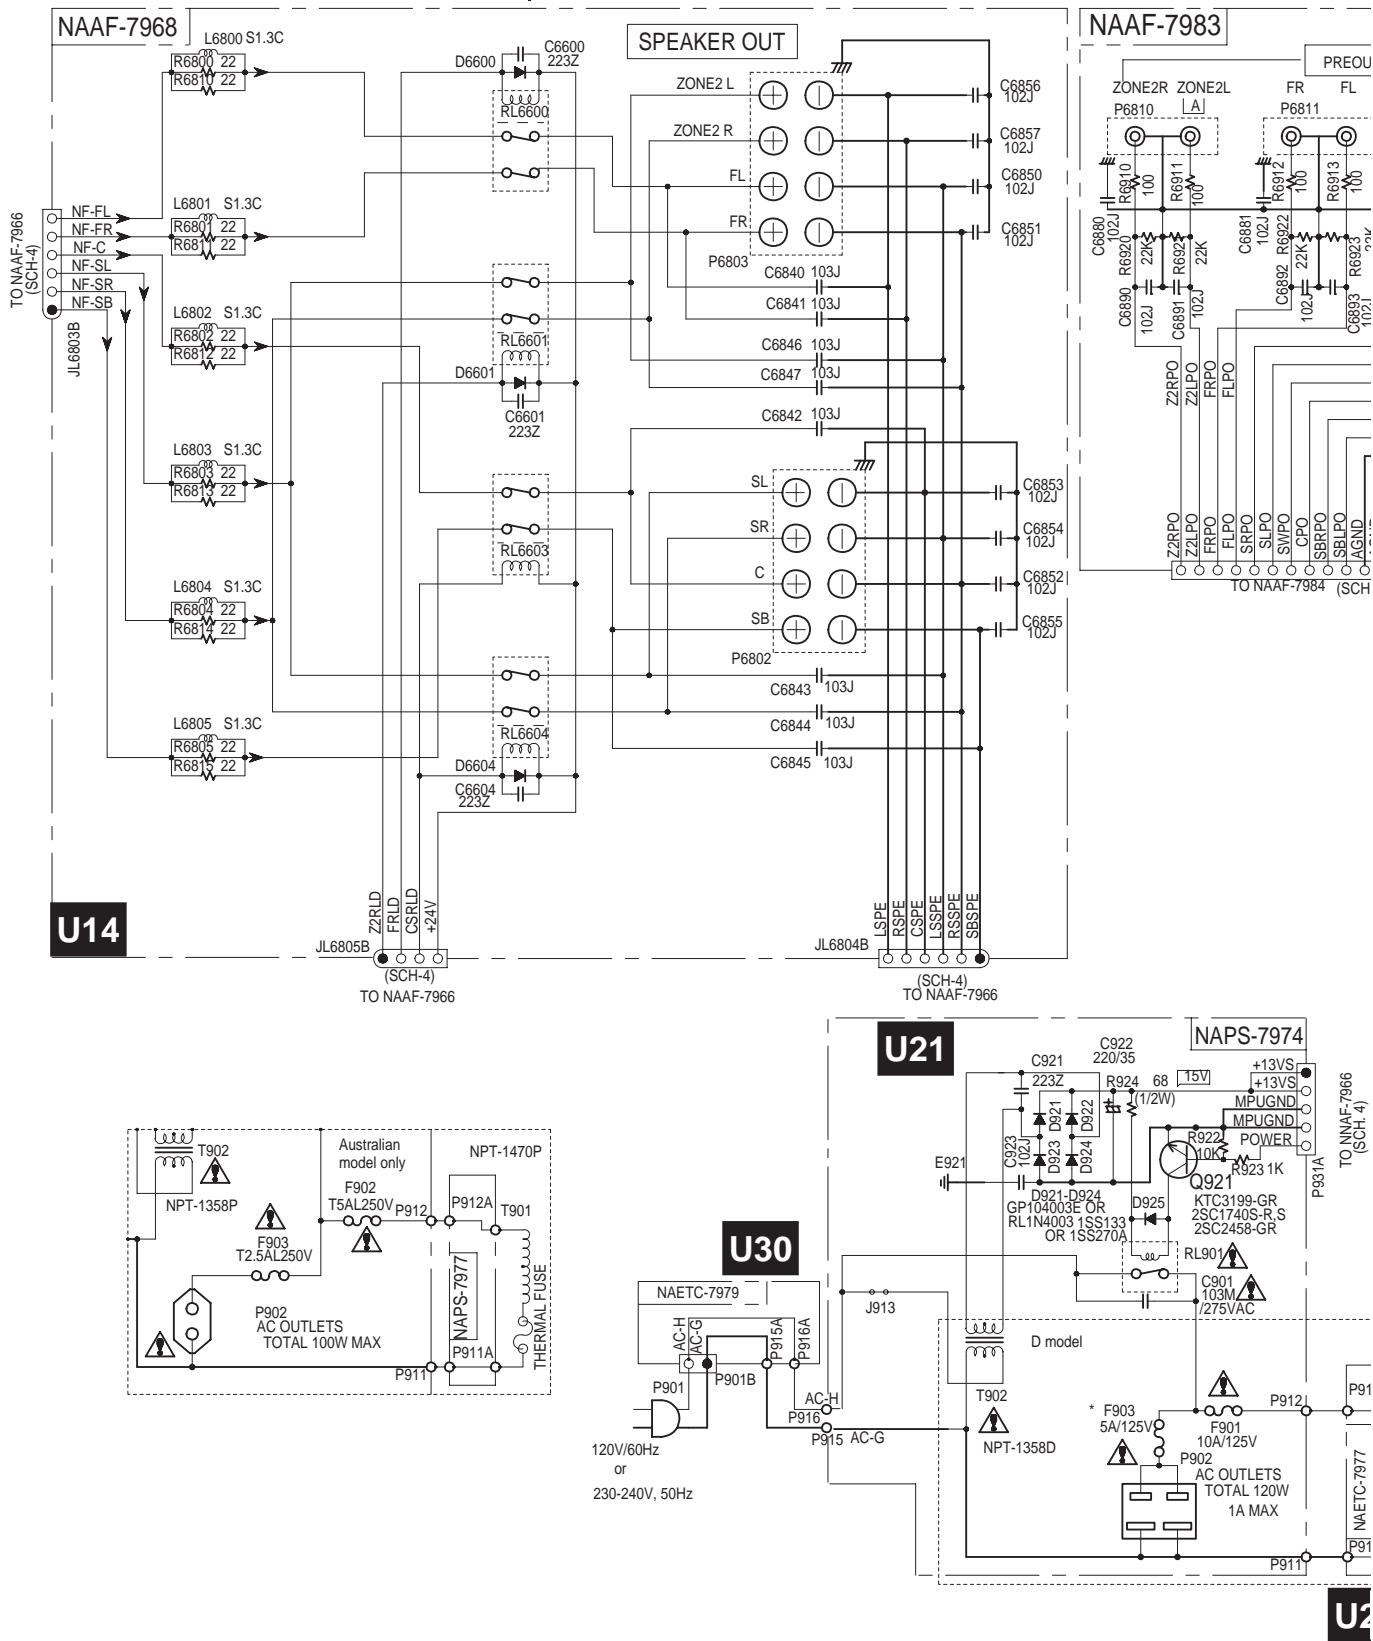 NAAF-7968
SPEAKER OUT
NAAF-7983
PREOU
L6800 S1.3C
R6800 22
R6810 22
D6600
C6600
223Z
RL6600
ZONE2 L
ZONE2 R
FL
FR
P6803
C6856
102J
C6857
102J
C6850
102J
C6851
102J
ZONE2R ZONE2L
A
P6810
FR FL
P6811
R6910
100
R6911
100
R6912
100
R6913
100
C6880
102J
R6920
22K
R6921
22K
C6881
102J
R6922
22K
R6923
22K
C6890
102J
C6891
102J
C6892
102J
C6893
102J
TO NAAF-7966
(SCH-4)
NF-FL
NF-FR
NF-C
NF-SL
NF-SR
NF-SB
JL6803B
L6801 S1.3C
R6801 22
R6811 22
L6802 S1.3C
R6802 22
R6812 22
L6803 S1.3C
R6803 22
R6813 22
L6804 S1.3C
R6804 22
R6814 22
L6805 S1.3C
R6805 22
R6815 22
RL6601
D6601
C6601
223Z
RL6603
RL6604
D6604
C6604
223Z
C6840 103J
C6841 103J
C6846 103J
C6847 103J
C6842 103J
SL
SR
C
SB
P6802
C6853
102J
C6854
102J
C6852
102J
C6855
102J
C6843 103J
C6844 103J
C6845 103J
Z2RPO
Z2LPO
FRPO
FLPO
Z2RPO
Z2LPO
FRPO
FLPO
SRPO
SLPO
SWPO
CPO
SBRPO
SBLPO
AGND
TO NAAF-7984 (SCH
U14
Z2RLD
FRLD
CSRLD
+24V
JL6805B
(SCH-4)
TO NAAF-7966
LSPE
RSPE
CSPE
LSSPE
RSSPE
SBSPE
JL6804B
(SCH-4)
TO NAAF-7966
U21
NAPS-7974
C921
223Z
C922
220/35
R924 68
(1/2W)
15V
+13VS
+13VS
MPUGND
MPUGND
POWER
TO NNAF-7966
(SCH. 4)
P931A
D921
D922
D923
D924
C923
102J
E921
R922
10K
R923 1K
Q921
KTC3199-GR
2SC1740S-R,S
2SC2458-GR
D921-D924
GP104003E OR
RL1N4003
D925
1SS133
OR 1SS270A
RL901
C901
103M
/275VAC
T902
NPT-1358P
Australian
model only
NPT-1470P
F902
T5AL250V
P912
P912A
T901
F903
T2.5AL250V
P902
AC OUTLETS
TOTAL 100W MAX
NAPS-7977
THERMAL FUSE
P911
P911A
U30
NAETC-7979
AC-H
AC-G
P915A
P916A
P901
P901B
120V/60Hz
or
230-240V, 50Hz
AC-H
P916
P915 AC-G
J913
D model
T902
NPT-1358D
* F903
5A/125V
F901
10A/125V
P912
P902
AC OUTLETS
TOTAL 120W
1A MAX
P911
P91
NAETC-7977
P91
U2